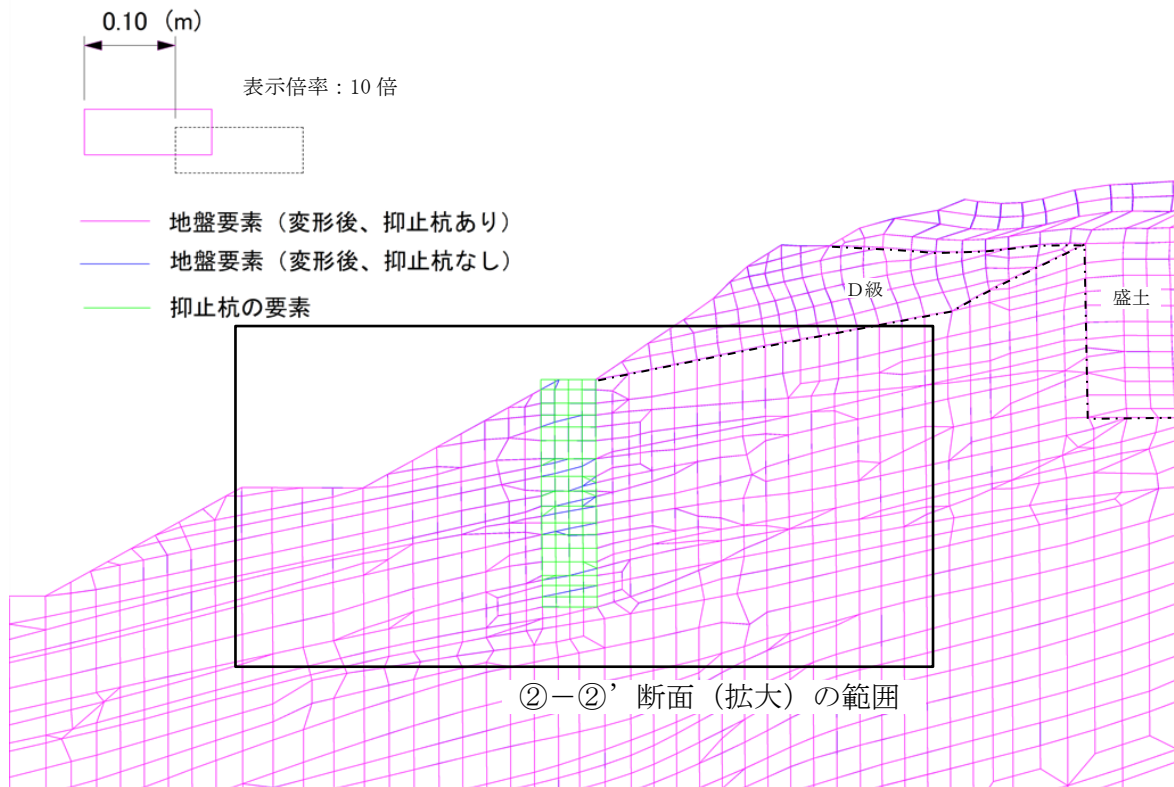 0.10 (m)
表示倍率：10 倍
地盤要素（変形後、抑止杭あり）
地盤要素（変形後、抑止杭なし）
抑止杭の要素
D級
盛土
②－②’断面（拡大）の範囲